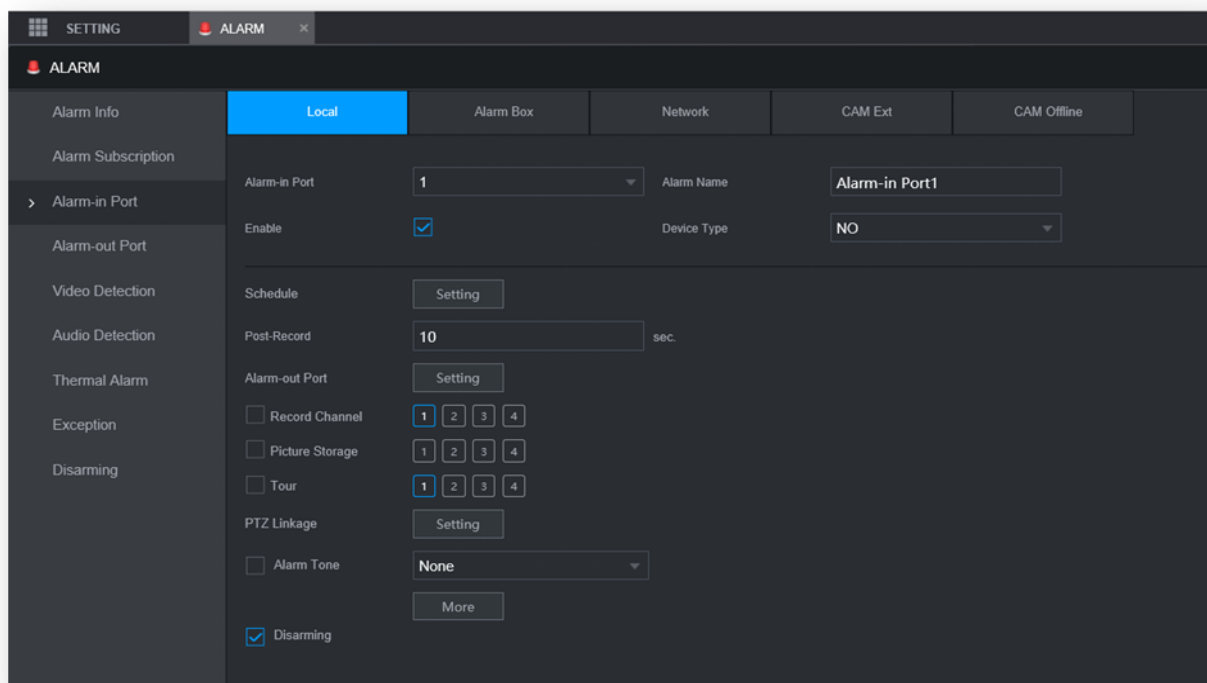 SETTING ALARM ×
ALARM
Alarm Info
Alarm Subscription
Alarm-in Port
Alarm-out Port
Video Detection
Audio Detection
Thermal Alarm
Exception
Disarming
Local Alarm Box Network CAM Ext CAM Offline
Alarm-in Port 1 Alarm Name Alarm-in Port1
Enable Device Type NO
Schedule Setting
Post-Record 10 sec.
Alarm-out Port Setting
Record Channel 1 2 3 4
Picture Storage 1 2 3 4
Tour 1 2 3 4
PTZ Linkage Setting
Alarm Tone None
More
Disarming